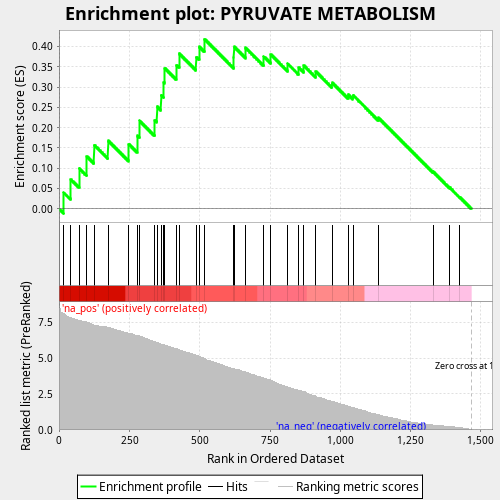 Enrichment plot: PYRUVATE METABOLISM
Enrichment score (ES)
0.40
0.35
0.30
0.25
0.20
0.15
0.10
0.05
0.00
'na_pos' (positively correlated)
Ranked list metric (PreRanked)
7.5
5.0
2.5
0.0
Zero cross at 1
'na_neg' (negatively correlated)
0 250 500 750 1,000 1,250 1,500
Rank in Ordered Dataset
Enrichment profile Hits Ranking metric scores